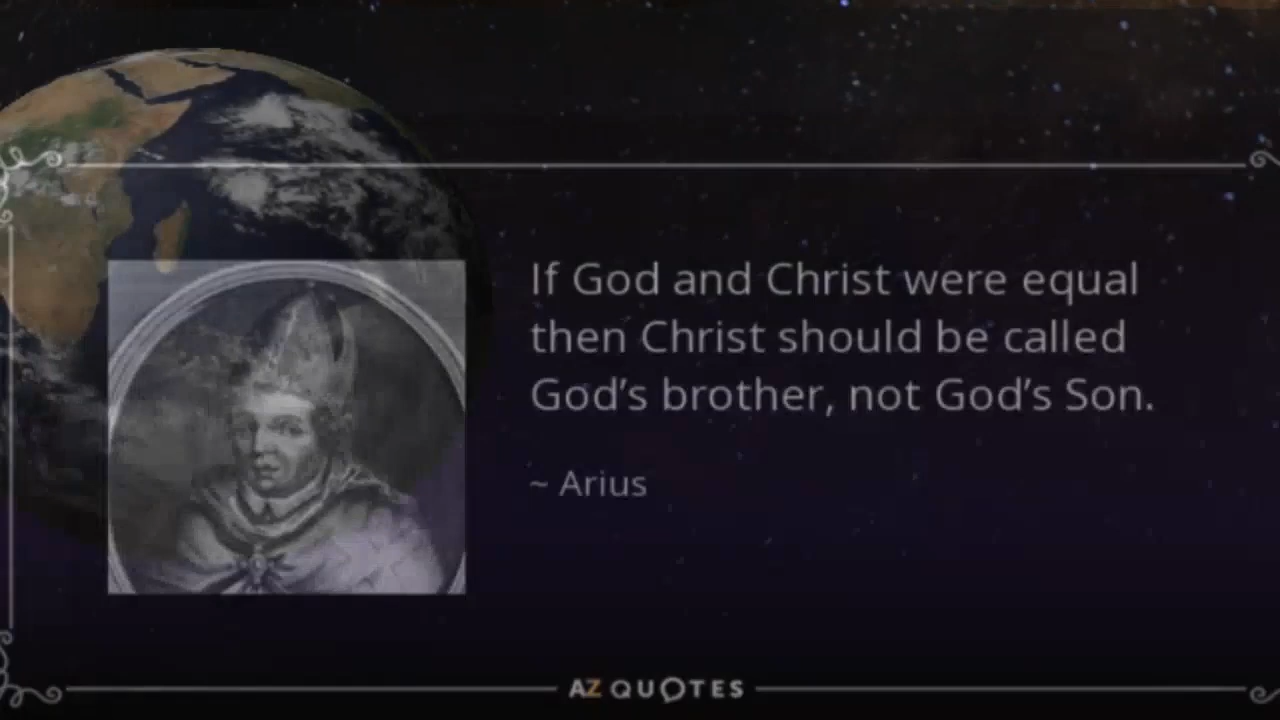 If God and Christ were equal
then Christ should be called
God’s brother, not God’s Son.
~ Arius
AZ QUOTES